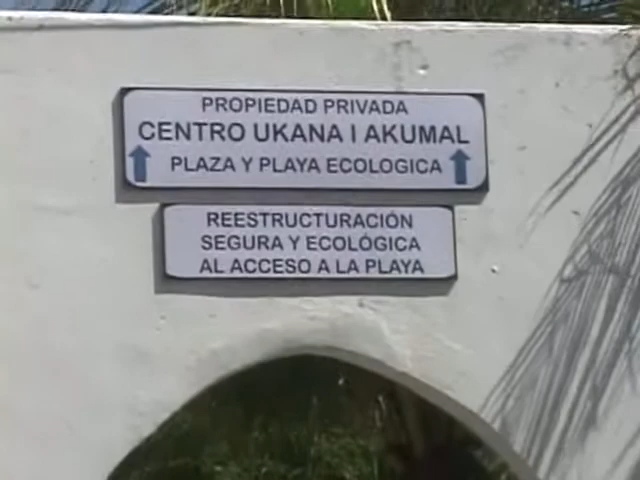 PROPIEDAD PRIVADA
CENTRO UKANA I AKUMAL
PLAZA Y PLAYA ECOLOGICA
REESTRUCTURACIÓN
SEGURA Y ECOLÓGICA
AL ACCESO A LA PLAYA